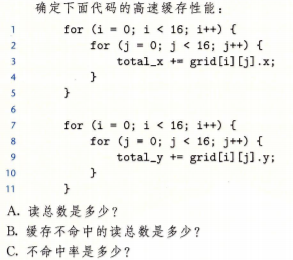 确定下面代码的高速缓存性能：
1 for (i = 0; i < 16; i++) {
2 for (j = 0; j < 16; j++) {
3 total_x += grid[i][j].x;
4 }
5 }
6
7 for (i = 0; i < 16; i++) {
8 for (j = 0; j < 16; j++) {
9 total_y += grid[i][j].y;
10 }
11 }
A. 读总数是多少？
B. 缓存不命中的读总数是多少？
C. 不命中率是多少？